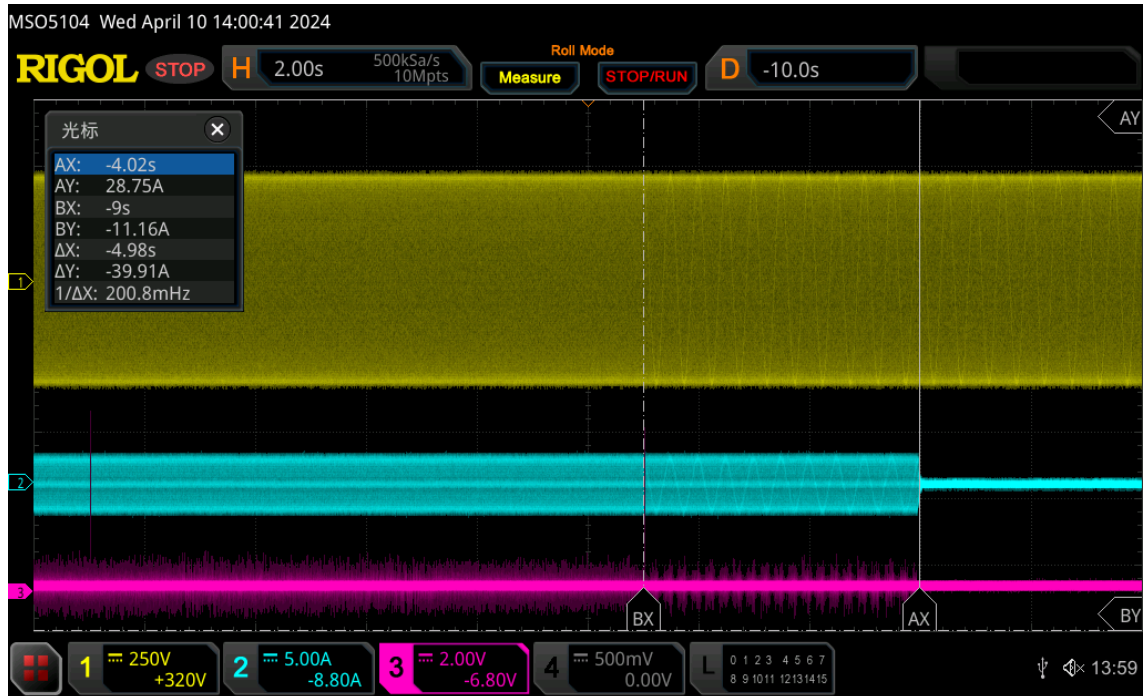 MSO5104 Wed April 10 14:00:41 2024
RIGOL STOP H 2.00s 500kSa/s 10Mpts Roll Mode Measure STOP/RUN D -10.0s
光标
AX: -4.02s
AY: 28.75A
BX: -9s
BY: -11.16A
ΔX: -4.98s
ΔY: -39.91A
1/ΔX: 200.8mHz
AY
1
2
3
BX
AX
BY
1 250V +320V
2 5.00A -8.80A
3 2.00V -6.80V
4 500mV 0.00V
L 0 1 2 3 4 5 6 7
8 9 10 11 12 13 14 15
13:59